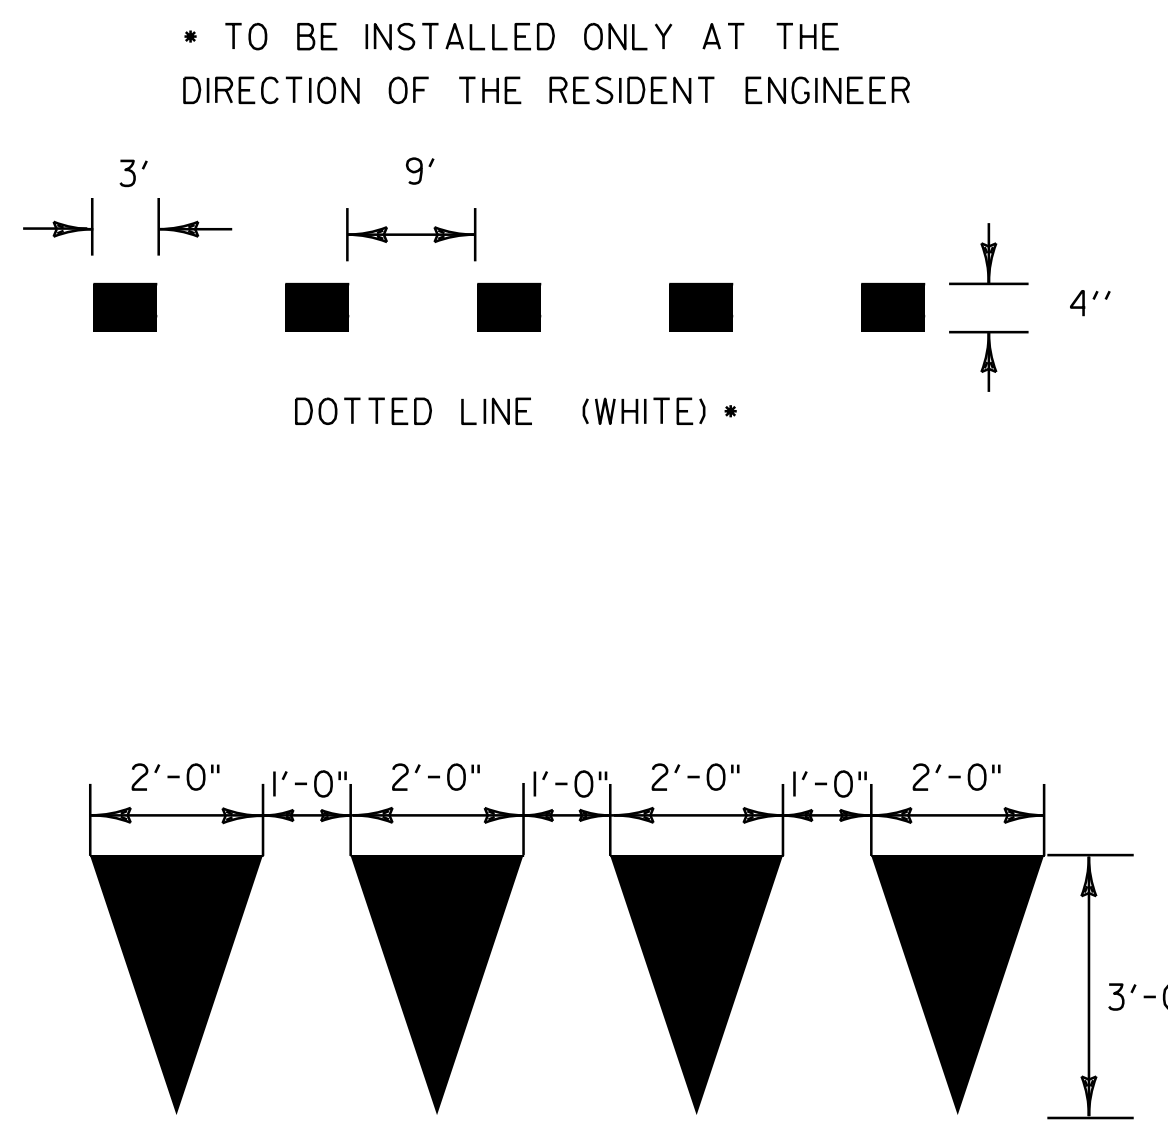 * TO BE INSTALLED ONLY AT THE
DIRECTION OF THE RESIDENT ENGINEER
3' 9'
4''
DOTTED LINE (WHITE) *
2'-0" 1'-0" 2'-0" 1'-0" 2'-0" 1'-0" 2'-0"
3'-